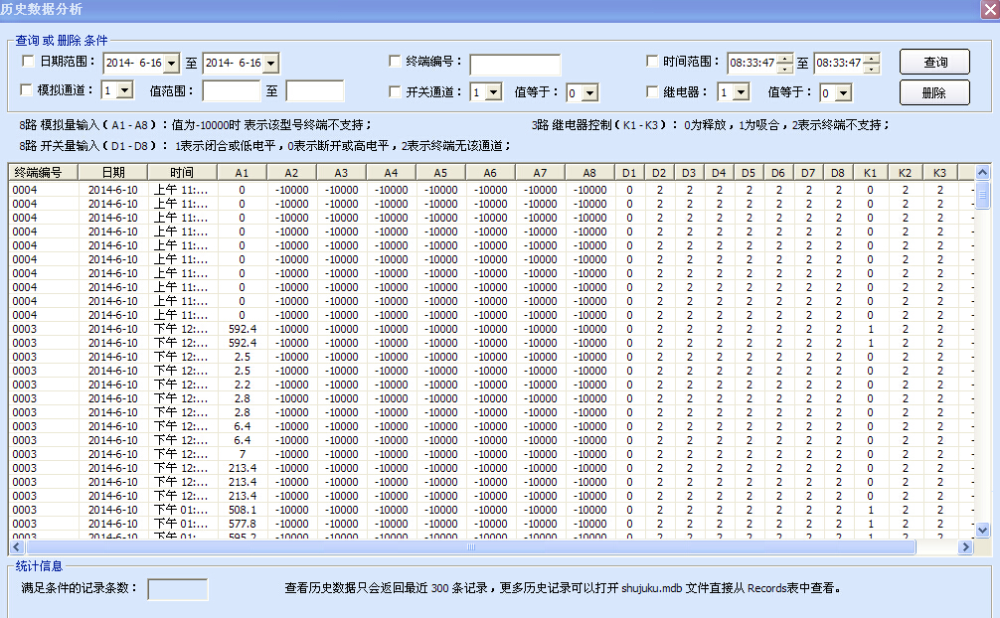 历史数据分析
查询 或 删除 条件
日期范围： 2014- 6-16 至 2014- 6-16 终端编号： 时间范围： 08:33:47 至 08:33:47 查询
模拟通道： 1 值范围： 至 开关通道： 1 值等于： 0 继电器： 1 值等于： 0 删除
8路 模拟量输入（A1 - A8）：值为-10000时 表示该型号终端不支持； 3路 继电器控制（K1 - K3）：0为释放，1为吸合，2表示终端不支持；
8路 开关量输入（D1 - D8）： 1表示闭合或低电平，0表示断开或高电平，2表示终端无该通道；
终端编号 日期 时间 A1 A2 A3 A4 A5 A6 A7 A8 D1 D2 D3 D4 D5 D6 D7 D8 K1 K2 K3
0004 2014-6-10 上午 11:... 0 -10000 -10000 -10000 -10000 -10000 -10000 -10000 0 2 2 2 2 2 2 2 0 2 2 -
0004 2014-6-10 上午 11:... 0 -10000 -10000 -10000 -10000 -10000 -10000 -10000 0 2 2 2 2 2 2 2 0 2 2 -
0004 2014-6-10 上午 11:... 0 -10000 -10000 -10000 -10000 -10000 -10000 -10000 0 2 2 2 2 2 2 2 0 2 2 -
0004 2014-6-10 上午 11:... 0 -10000 -10000 -10000 -10000 -10000 -10000 -10000 0 2 2 2 2 2 2 2 0 2 2 -
0004 2014-6-10 上午 11:... 0 -10000 -10000 -10000 -10000 -10000 -10000 -10000 0 2 2 2 2 2 2 2 0 2 2 -
0004 2014-6-10 上午 11:... 0 -10000 -10000 -10000 -10000 -10000 -10000 -10000 0 2 2 2 2 2 2 2 0 2 2 -
0004 2014-6-10 上午 11:... 0 -10000 -10000 -10000 -10000 -10000 -10000 -10000 0 2 2 2 2 2 2 2 0 2 2 -
0004 2014-6-10 上午 11:... 0 -10000 -10000 -10000 -10000 -10000 -10000 -10000 0 2 2 2 2 2 2 2 0 2 2 -
0004 2014-6-10 上午 11:... 0 -10000 -10000 -10000 -10000 -10000 -10000 -10000 0 2 2 2 2 2 2 2 0 2 2 -
0004 2014-6-10 上午 11:... 0 -10000 -10000 -10000 -10000 -10000 -10000 -10000 0 2 2 2 2 2 2 2 0 2 2 -
0003 2014-6-10 下午 12:... 592.4 -10000 -10000 -10000 -10000 -10000 -10000 -10000 0 2 2 2 2 2 2 2 1 2 2 -
0003 2014-6-10 下午 12:... 592.4 -10000 -10000 -10000 -10000 -10000 -10000 -10000 0 2 2 2 2 2 2 2 1 2 2 -
0003 2014-6-10 下午 12:... 2.5 -10000 -10000 -10000 -10000 -10000 -10000 -10000 0 2 2 2 2 2 2 2 0 2 2 -
0003 2014-6-10 下午 12:... 2.5 -10000 -10000 -10000 -10000 -10000 -10000 -10000 0 2 2 2 2 2 2 2 0 2 2 -
0003 2014-6-10 下午 12:... 2.2 -10000 -10000 -10000 -10000 -10000 -10000 -10000 0 2 2 2 2 2 2 2 0 2 2 -
0003 2014-6-10 下午 12:... 2.8 -10000 -10000 -10000 -10000 -10000 -10000 -10000 0 2 2 2 2 2 2 2 0 2 2 -
0003 2014-6-10 下午 12:... 2.8 -10000 -10000 -10000 -10000 -10000 -10000 -10000 0 2 2 2 2 2 2 2 0 2 2 -
0003 2014-6-10 下午 12:... 6.4 -10000 -10000 -10000 -10000 -10000 -10000 -10000 0 2 2 2 2 2 2 2 0 2 2 -
0003 2014-6-10 下午 12:... 6.4 -10000 -10000 -10000 -10000 -10000 -10000 -10000 0 2 2 2 2 2 2 2 0 2 2 -
0003 2014-6-10 下午 12:... 7 -10000 -10000 -10000 -10000 -10000 -10000 -10000 0 2 2 2 2 2 2 2 0 2 2 -
0003 2014-6-10 下午 12:... 213.4 -10000 -10000 -10000 -10000 -10000 -10000 -10000 0 2 2 2 2 2 2 2 0 2 2 -
0003 2014-6-10 下午 12:... 213.4 -10000 -10000 -10000 -10000 -10000 -10000 -10000 0 2 2 2 2 2 2 2 0 2 2 -
0003 2014-6-10 下午 12:... 213.4 -10000 -10000 -10000 -10000 -10000 -10000 -10000 0 2 2 2 2 2 2 2 0 2 2 -
0003 2014-6-10 下午 01:... 508.1 -10000 -10000 -10000 -10000 -10000 -10000 -10000 0 2 2 2 2 2 2 2 1 2 2 -
0003 2014-6-10 下午 01:... 577.8 -10000 -10000 -10000 -10000 -10000 -10000 -10000 0 2 2 2 2 2 2 2 1 2 2 -
0003 2014-6-10 下午 01:... 595.2 -10000 -10000 -10000 -10000 -10000 -10000 -10000 0 2 2 2 2 2 2 2 1 2 2
统计信息
满足条件的记录条数： 查看历史数据只会返回最近 300 条记录，更多历史记录可以打开 shujuku.mdb 文件直接从 Records表中查看。